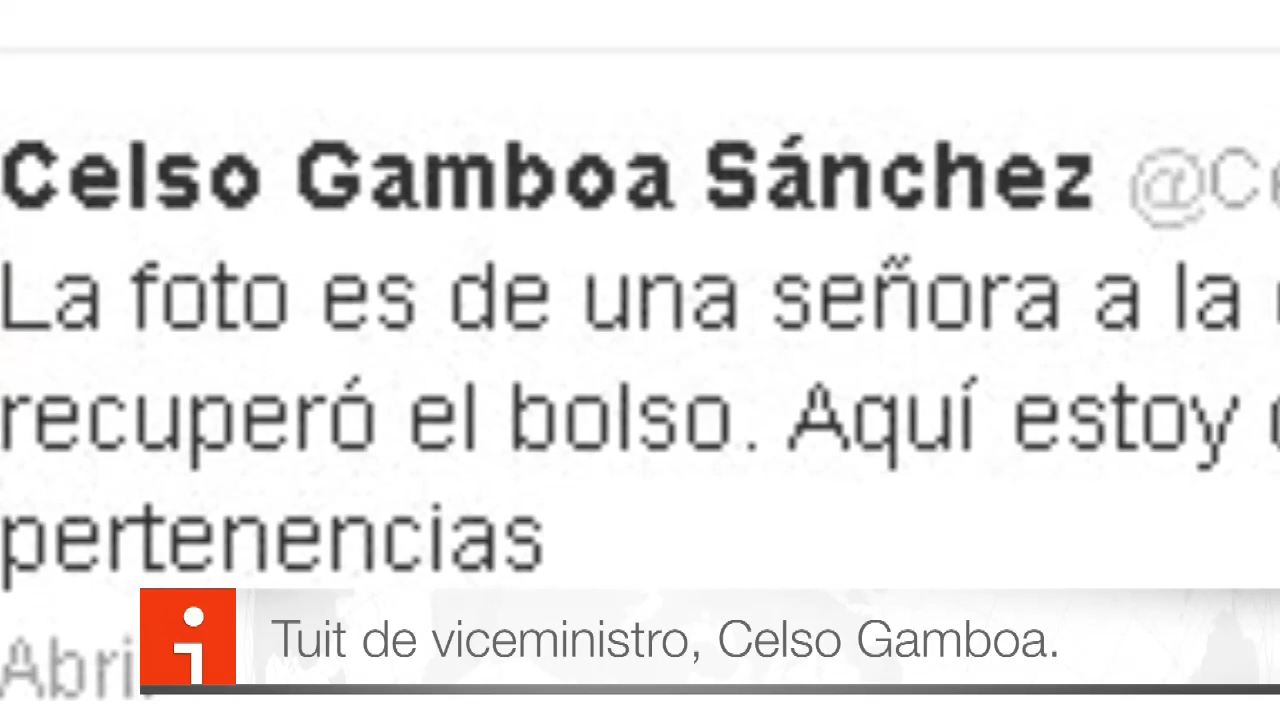 Celso Gamboa Sánchez
La foto es de una señora a la
recuperó el bolso. Aquí estoy
pertenencias
Tuit de viceministro, Celso Gamboa.